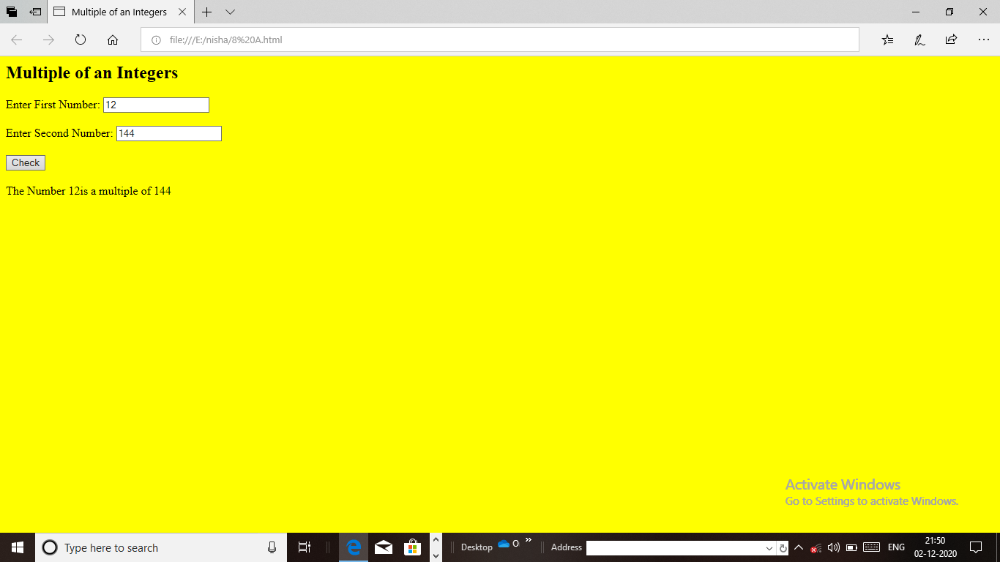 Multiple of an Integers
file:///E:/nisha/8%20A.html
Multiple of an Integers
Enter First Number: 12
Enter Second Number: 144
Check
The Number 12is a multiple of 144
Activate Windows
Go to Settings to activate Windows.
Type here to search
Desktop
O
Address
ENG
21:50
02-12-2020